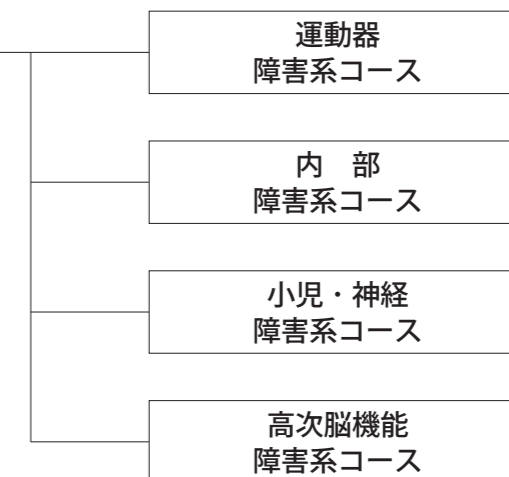 運動器
障害系コース
内　部
障害系コース
小児・神経
障害系コース
高次脳機能
障害系コース